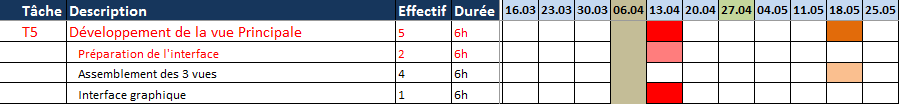 Tâche Description Effectif Durée 16.03 23.03 30.03 06.04 13.04 20.04 27.04 04.05 11.05 18.05 25.05
T5 Développement de la vue Principale 5 6h
Préparation de l'interface 2 6h
Assemblement des 3 vues 4 6h
Interface graphique 1 6h